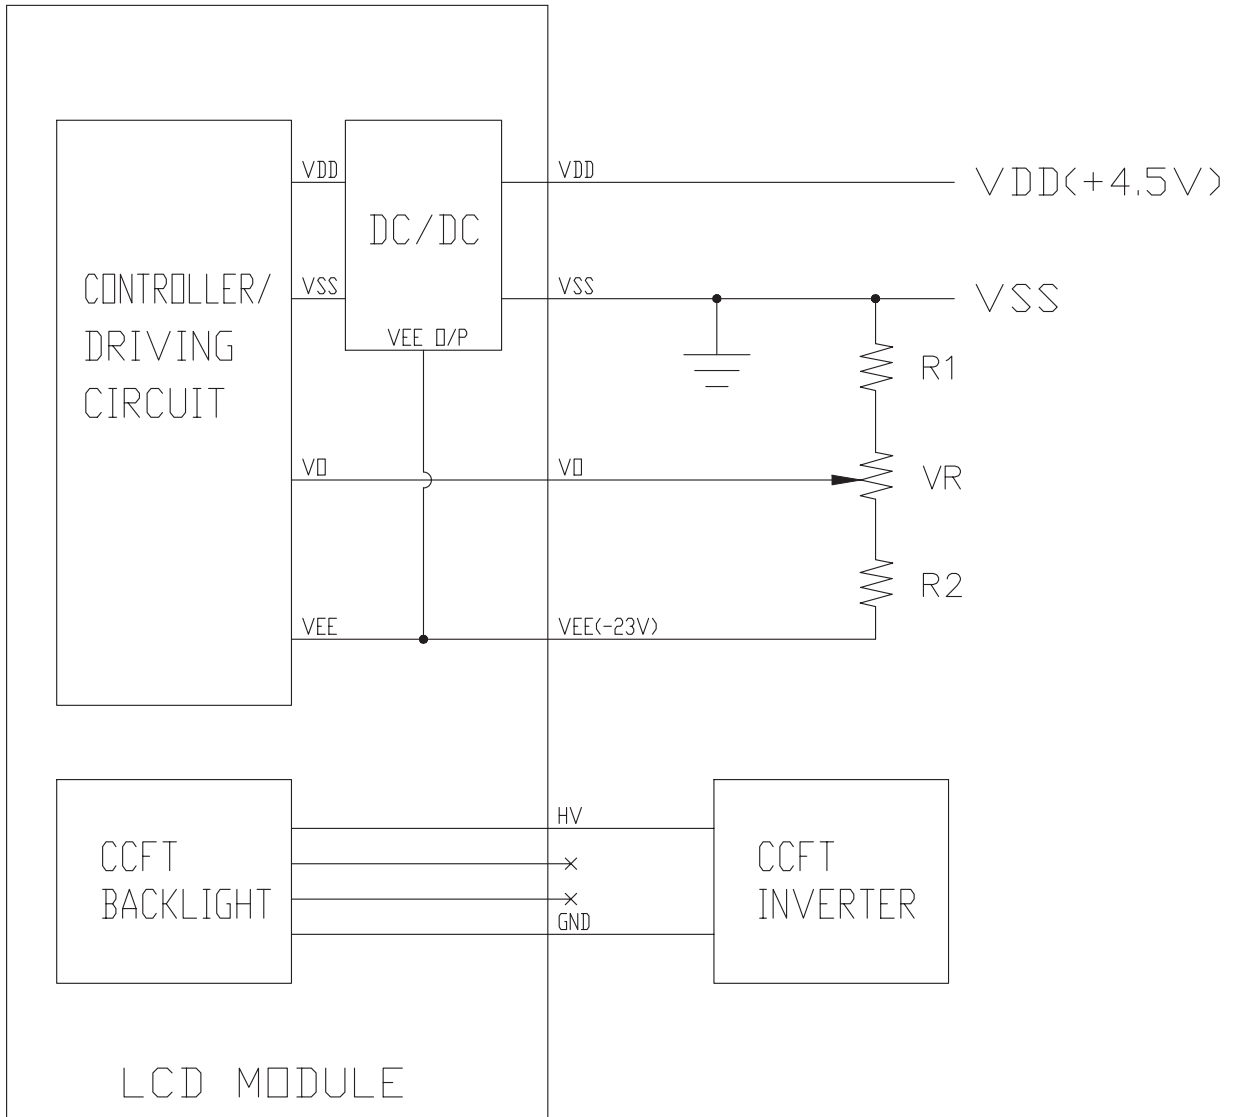 VDD
VDD
VDD(+4.5V)
DC/DC
CONTROLLER/
DRIVING
CIRCUIT
VSS
VSS
VSS
VEE O/P
R1
VO
VO
VR
R2
VEE
VEE(-23V)
HV
CCFT
BACKLIGHT
CCFT
INVERTER
GND
LCD MODULE